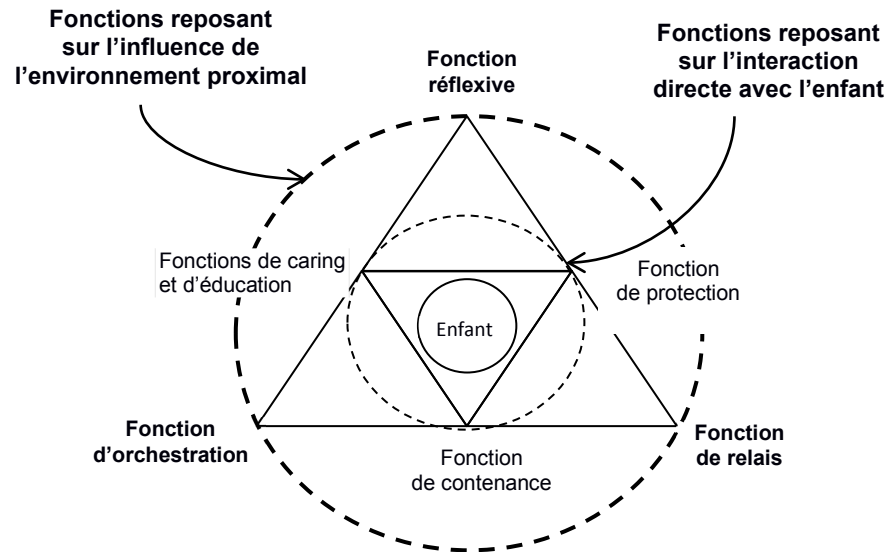 Fonctions reposant
sur l’influence de
l’environnement proximal
Fonction
réflexive
Fonctions reposant
sur l’interaction
directe avec l’enfant
Fonctions de caring
et d’éducation
Fonction
de protection
Enfant
Fonction
d’orchestration
Fonction
de contenance
Fonction
de relais